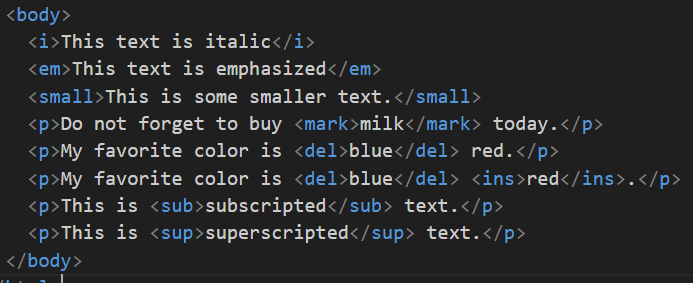 <body>
<i>This text is italic</i>
<em>This text is emphasized</em>
<small>This is some smaller text.</small>
<p>Do not forget to buy <mark>milk</mark> today.</p>
<p>My favorite color is <del>blue</del> red.</p>
<p>My favorite color is <del>blue</del> <ins>red</ins>.</p>
<p>This is <sub>subscripted</sub> text.</p>
<p>This is <sup>superscripted</sup> text.</p>
</body>